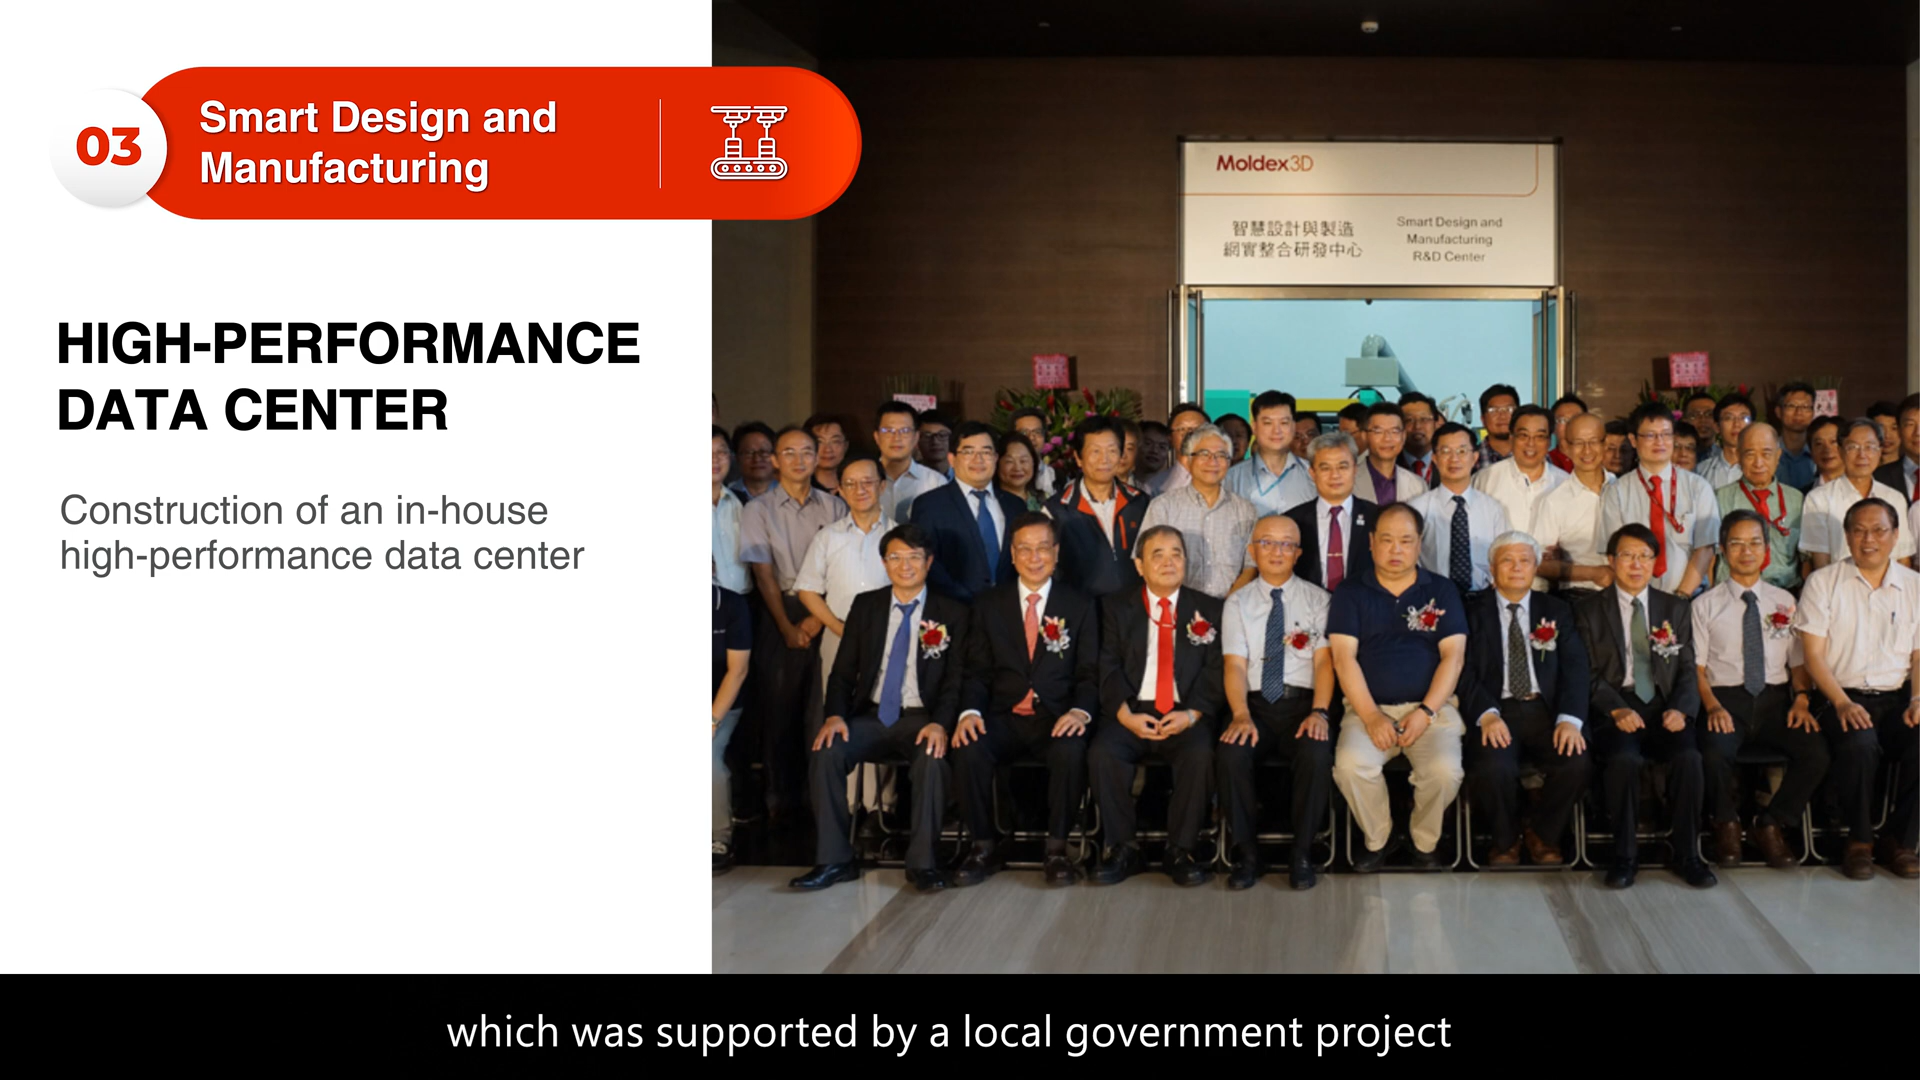 03
Smart Design and
Manufacturing
HIGH-PERFORMANCE
DATA CENTER
Construction of an in-house
high-performance data center
Moldex3D
智慧設計與製造
網實整合研發中心
Smart Design and
Manufacturing
R&D Center
which was supported by a local government project